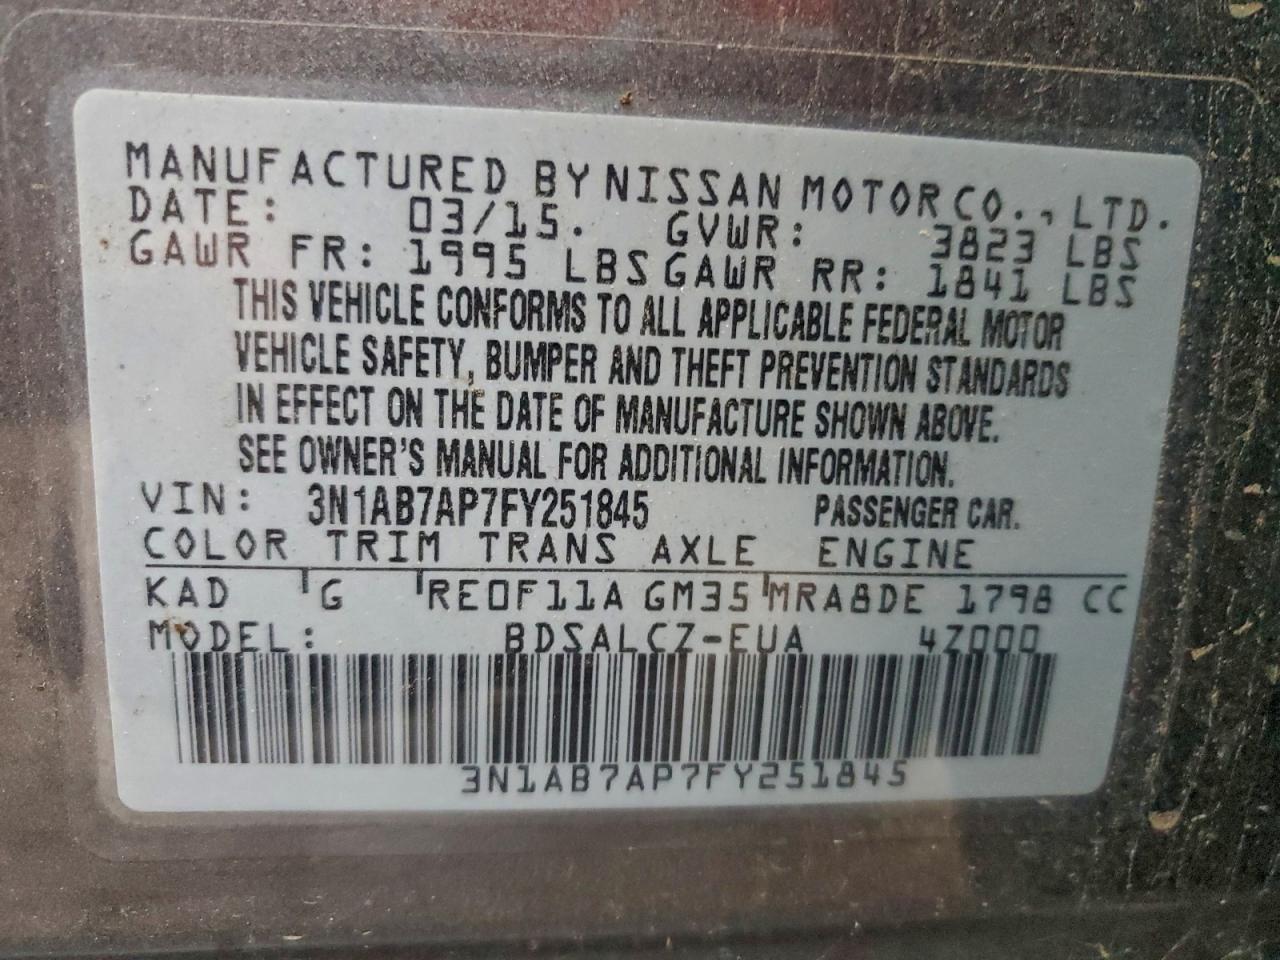 MANUFACTURED BY NISSAN MOTOR CO., LTD.
DATE: 03/15. GVWR: 3823 LBS
GAWR FR: 1995 LBS GAWR RR: 1841 LBS
THIS VEHICLE CONFORMS TO ALL APPLICABLE FEDERAL MOTOR
VEHICLE SAFETY, BUMPER AND THEFT PREVENTION STANDARDS
IN EFFECT ON THE DATE OF MANUFACTURE SHOWN ABOVE.
SEE OWNER'S MANUAL FOR ADDITIONAL INFORMATION.
VIN: 3N1AB7AP7FY251845 PASSENGER CAR.
COLOR TRIM TRANS AXLE ENGINE
KAD G RE0F11A GM35 MRA8DE 1798 CC
MODEL: BDSALCZ-EUA 4Z000
3N1AB7AP7FY251845